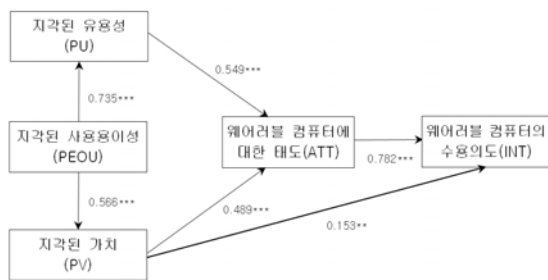 지각된 유용성
(PU)
0.549***
0.735***
지각된 사용용이성
(PEOU)
웨어러블 컴퓨터에
대한 태도(ATT)
0.782***
웨어러블 컴퓨터의
수용의도(INT)
0.566***
0.489***
0.153**
지각된 가치
(PV)